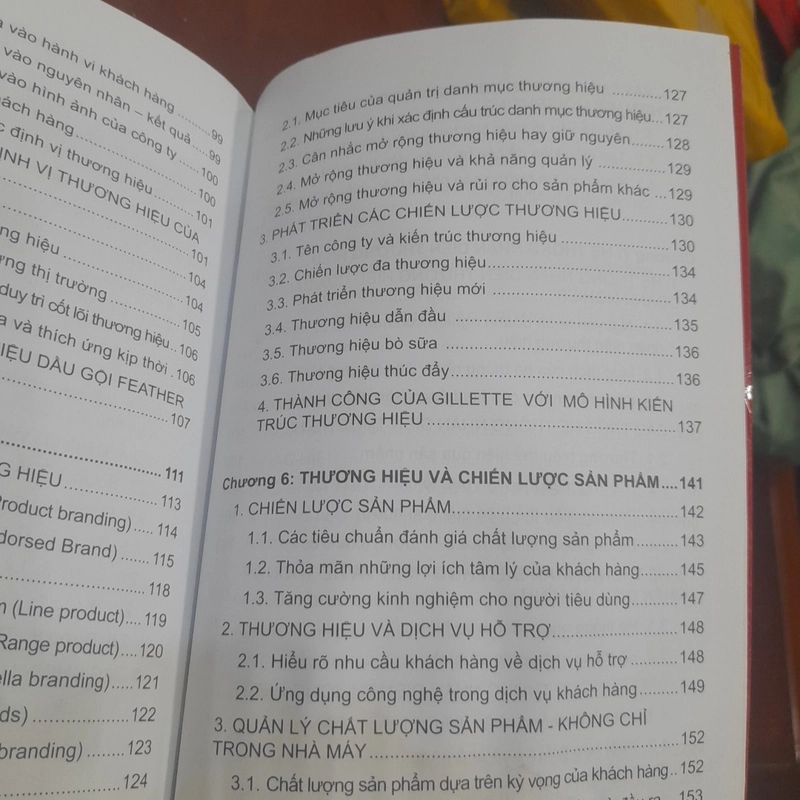 vào hành vi khách hàng ........ 99
vào nguyên nhân – kết quả ..... 99
vào hình ảnh của công ty ..... 100
hàng ............... 100
định vị thương hiệu ............ 101
VỊ THƯƠNG HIỆU CỦA
............... 101
hiệu ............... 104
thị trường ............... 104
............... 105
duy trì cốt lõi thương hiệu .. 106
và thích ứng kịp thời . 106
DẦU GỘI FEATHER
............... 107
............... 111
HIỆU ............... 113
Product branding) ..... 114
Brand) ....... 115
............... 118
(Line product) .... 119
Range product) .... 120
branding) ..... 121
............... 122
branding) ......... 123
............... 124
2.1. Mục tiêu của quản trị danh mục thương hiệu ............ 127
2.2. Những lưu ý khi xác định cấu trúc danh mục thương hiệu... 127
2.3. Cân nhắc mở rộng thương hiệu hay giữ nguyên ......... 128
2.4. Mở rộng thương hiệu và khả năng quản lý ............... 129
2.5. Mở rộng thương hiệu và rủi ro cho sản phẩm khác ... 129
3. PHÁT TRIỂN CÁC CHIẾN LƯỢC THƯƠNG HIỆU ........... 130
3.1. Tên công ty và kiến trúc thương hiệu ............... 130
3.2. Chiến lược đa thương hiệu ............... 134
3.3. Phát triển thương hiệu mới ............... 134
3.4. Thương hiệu dẫn đầu ............... 135
3.5. Thương hiệu bò sữa ............... 136
3.6. Thương hiệu thúc đẩy ............... 136
4. THÀNH CÔNG CỦA GILLETTE VỚI MÔ HÌNH KIẾN
TRÚC THƯƠNG HIỆU ............... 137
Chương 6: THƯƠNG HIỆU VÀ CHIẾN LƯỢC SẢN PHẨM .... 141
1. CHIẾN LƯỢC SẢN PHẨM ............... 142
1.1. Các tiêu chuẩn đánh giá chất lượng sản phẩm .......... 143
1.2. Thỏa mãn những lợi ích tâm lý của khách hàng ......... 145
1.3. Tăng cường kinh nghiệm cho người tiêu dùng .......... 147
2. THƯƠNG HIỆU VÀ DỊCH VỤ HỖ TRỢ ............... 148
2.1. Hiểu rõ nhu cầu khách hàng về dịch vụ hỗ trợ ........... 148
2.2. Ứng dụng công nghệ trong dịch vụ khách hàng ......... 149
3. QUẢN LÝ CHẤT LƯỢNG SẢN PHẨM - KHÔNG CHỈ
TRONG NHÀ MÁY ............... 152
3.1. Chất lượng sản phẩm dựa trên kỳ vọng của khách hàng .. 152
153